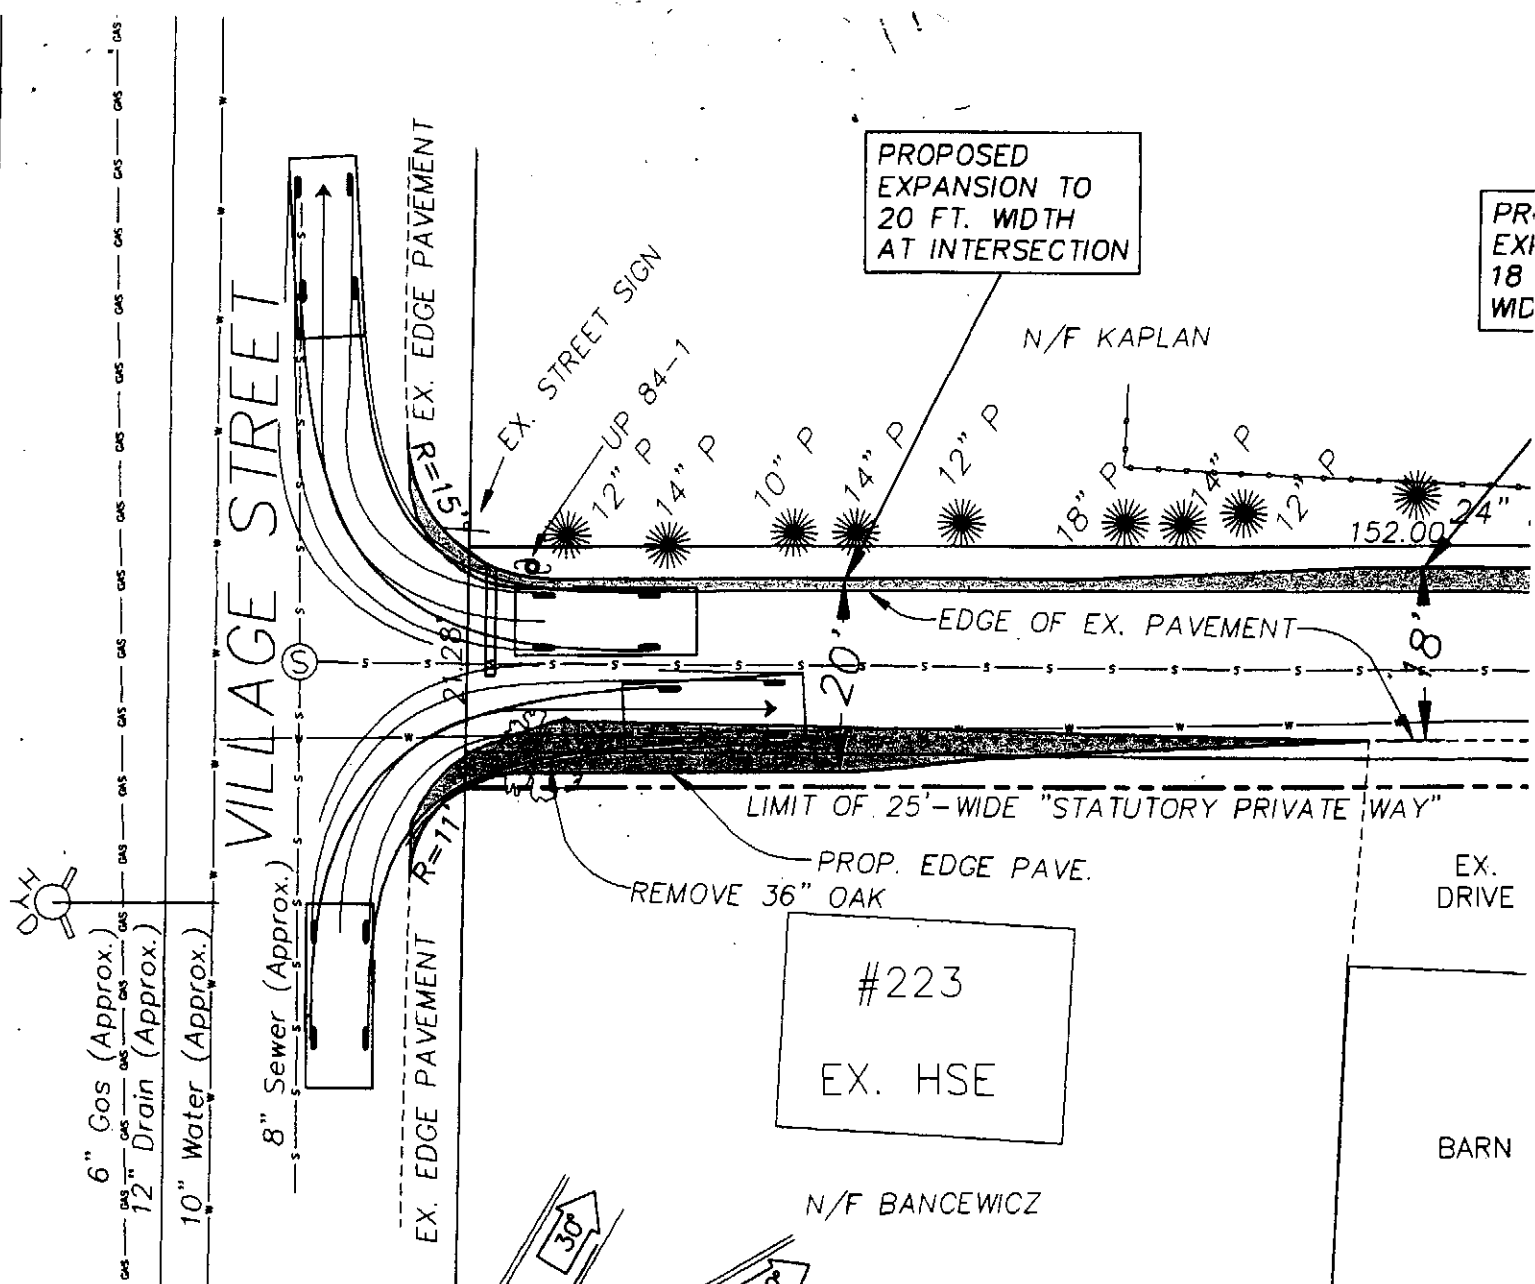 PROPOSED
EXPANSION TO
20 FT. WIDTH
AT INTERSECTION
18
N/F KAPLAN
EX. EDGE PAVEMENT
EX. STREET SIGN
UP 84-1
R=15'
12" P
14" P
10" P
14" P
12" P
18" P
14" P
12" P
24"
152.00
VILLAGE STREET
EDGE OF EX. PAVEMENT
21.28'
20'
18'
S
LIMIT OF 25'-WIDE "STATUTORY PRIVATE WAY"
R=11'
PROP. EDGE PAVE.
REMOVE 36" OAK
EX.
DRIVE
HYD
#223
EX. HSE
6" Gas (Approx.)
12" Drain (Approx.)
10" Water (Approx.)
8" Sewer (Approx.)
EX. EDGE PAVEMENT
BARN
N/F BANCEWICZ
30°